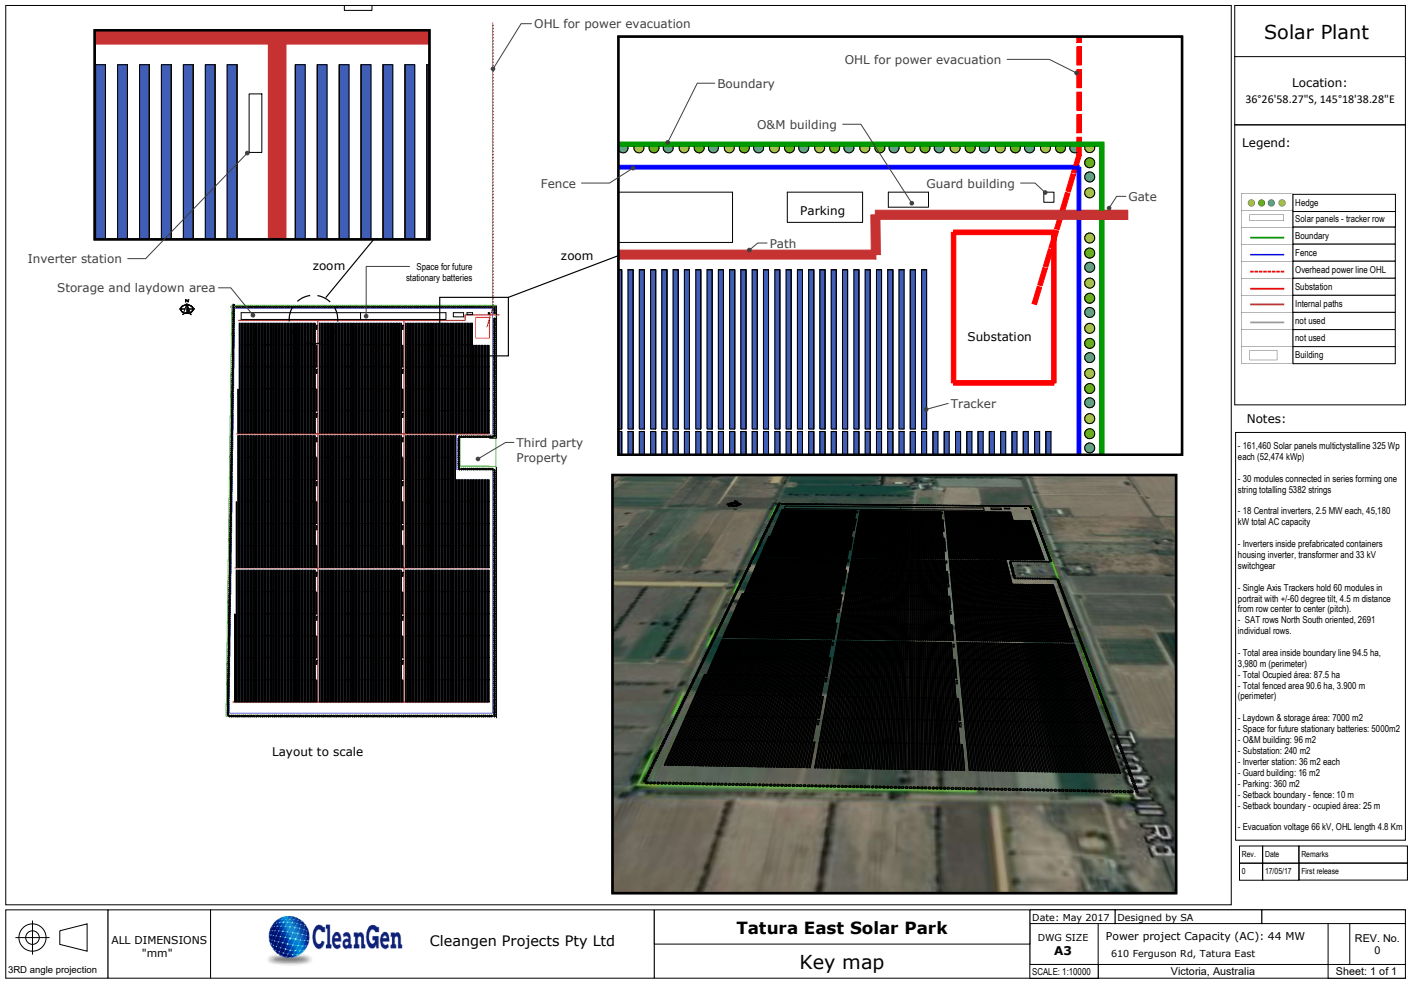 OHL for power evacuation
Inverter station
zoom
Storage and laydown area
Space for future
stationary batteries
N
Third party
Property
Layout to scale
OHL for power evacuation
Boundary
O&M building
Fence
Guard building
Gate
Parking
Path
zoom
Substation
Tracker
Solar Plant
Location:
36°26'58.27"S, 145°18'38.28"E
Legend:
Hedge
Solar panels - tracker row
Boundary
Fence
Overhead power line OHL
Substation
Internal paths
not used
not used
Building
Notes:
- 161,460 Solar panels multictystalline 325 Wp
each (52,474 kWp)
- 30 modules connected in series forming one
string totalling 5382 strings
- 18 Central inverters, 2.5 MW each, 45,180
kW total AC capacity
- Inverters inside prefabricated containers
housing inverter, transformer and 33 kV
switchgear
- Single Axis Trackers hold 60 modules in
portrait with +/-60 degree tilt, 4.5 m distance
from row center to center (pitch).
- SAT rows North South oriented, 2691
individual rows.
- Total area inside boundary line 94.5 ha,
3,980 m (perimeter)
- Total Ocupied área: 87.5 ha
- Total fenced area 90.6 ha, 3.900 m
(perimeter)
- Laydown & storage área: 7000 m2
- Space for future stationary batteries: 5000m2
- O&M building: 96 m2
- Substation: 240 m2
- Inverter station: 36 m2 each
- Guard building: 16 m2
- Parking: 360 m2
- Setback boundary - fence: 10 m
- Setback boundary - ocupied área: 25 m
- Evacuation voltage 66 kV, OHL length 4.8 Km
Rev. Date Remarks
0 17/05/17 First release
3RD angle projection
ALL DIMENSIONS
"mm"
CleanGen
Cleangen Projects Pty Ltd
Tatura East Solar Park
Key map
Date: May 2017 Designed by SA
DWG SIZE
A3
SCALE: 1:10000
Power project Capacity (AC): 44 MW
610 Ferguson Rd, Tatura East
Victoria, Australia
REV. No.
0
Sheet: 1 of 1